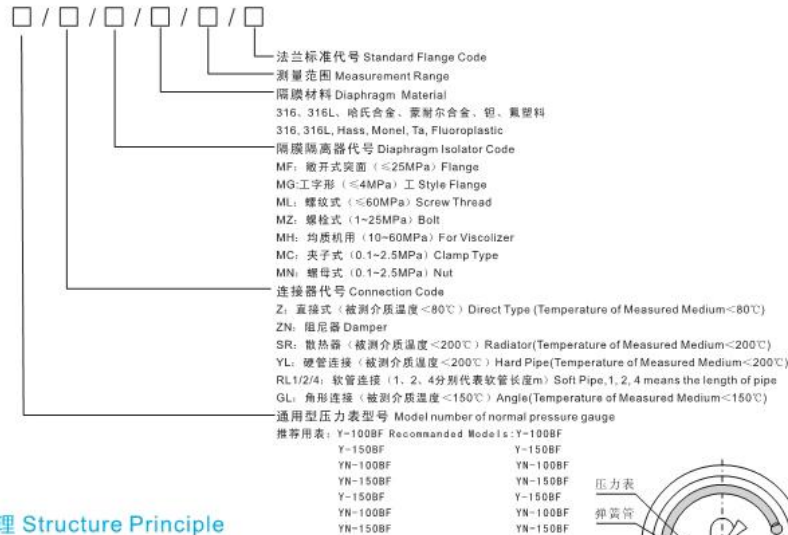 □/□/□/□/□/□
法兰标准代号 Standard Flange Code
测量范围 Measurement Range
隔膜材料 Diaphragm Material
316、316L、哈氏合金、蒙耐尔合金、钽、氟塑料
316, 316L, Hass, Monel, Ta, Fluoroplastic
隔膜隔离器代号 Diaphragm Isolator Code
MF: 敞开式突面（≤25MPa）Flange
MG:工字形（≤4MPa）工 Style Flange
ML: 螺纹式（≤60MPa）Screw Thread
MZ: 螺栓式（1~25MPa）Bolt
MH: 均质机用（10~60MPa）For Viscolizer
MC: 夹子式（0.1~2.5MPa）Clamp Type
MN: 螺母式（0.1~2.5MPa）Nut
连接器代号 Connection Code
Z: 直接式（被测介质温度<80℃）Direct Type (Temperature of Measured Medium<80℃)
ZN: 阻尼器 Damper
SR: 散热器（被测介质温度<200℃）Radiator(Temperature of Measured Medium<200℃)
YL: 硬管连接（被测介质温度<200℃）Hard Pipe(Temperature of Measured Medium<200℃)
RL1/2/4: 软管连接（1、2、4分别代表软管长度m）Soft Pipe,1, 2, 4 means the length of pipe
GL: 角形连接（被测介质温度<150℃）Angle(Temperature of Measured Medium<150℃)
通用型压力表型号 Model number of normal pressure gauge
推荐用表: Y-100BF Recommanded Models:Y-100BF
Y-150BF Y-150BF
YN-100BF YN-100BF
YN-150BF YN-150BF
Y-150BF Y-150BF
YN-100BF YN-100BF
YN-150BF YN-150BF
压力表
弹簧管
理 Structure Principle